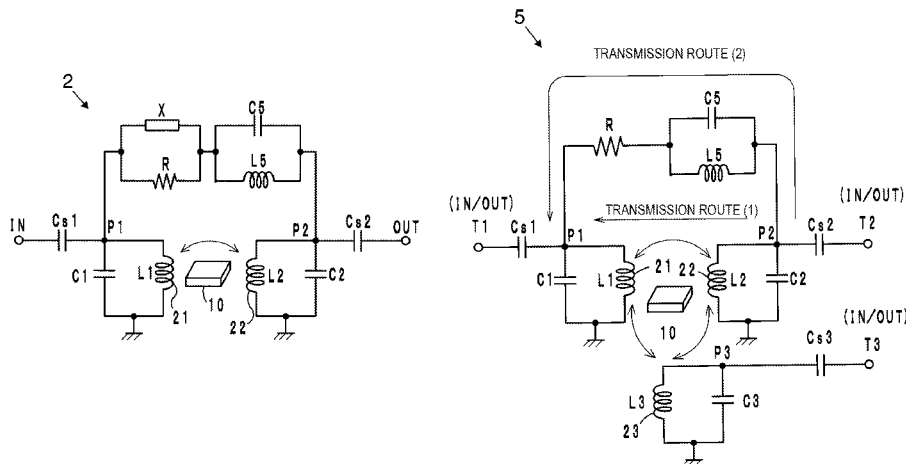 2
X
C5
R
L5
IN
Cs1
P1
P2
Cs2
OUT
C1
L1
L2
C2
21
22
10
5
TRANSMISSION ROUTE (2)
C5
R
L5
(IN/OUT)
T1
Cs1
P1
TRANSMISSION ROUTE (1)
P2
Cs2
(IN/OUT)
T2
C1
L1
21
22
L2
C2
10
P3
Cs3
(IN/OUT)
T3
L3
23
C3